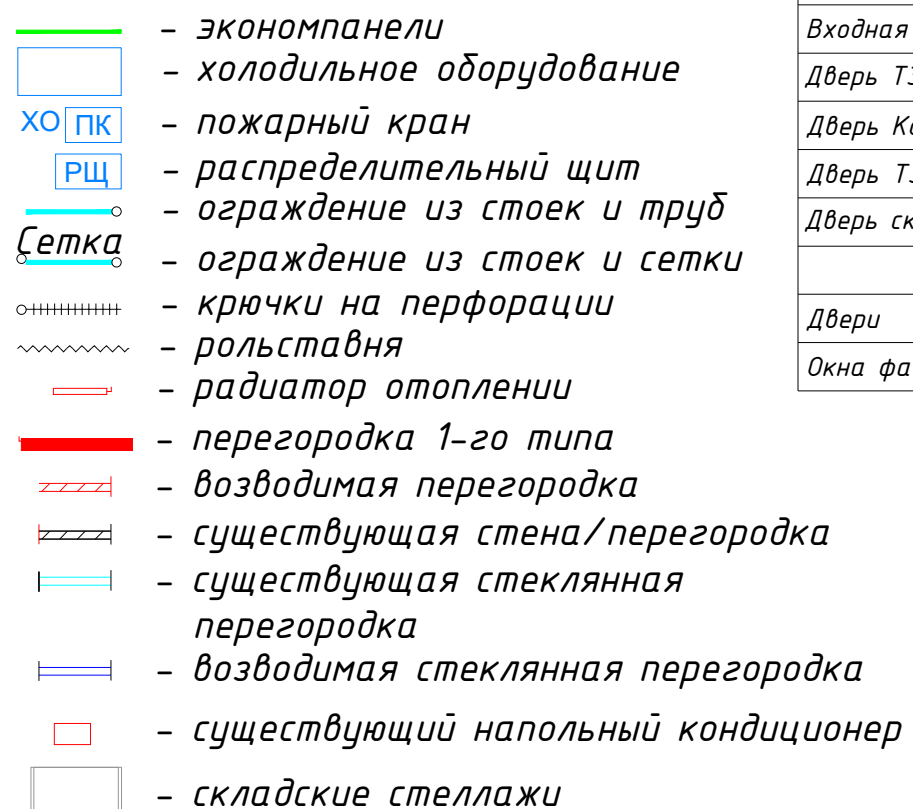 – экономпанели
– холодильное оборудование
ХО ПК – пожарный кран
РЩ – распределительный щит
– ограждение из стоек и труб
Сетка
– ограждение из стоек и сетки
– крючки на перфорации
– рольставня
– радиатор отоплении
– перегородка 1-го типа
– возводимая перегородка
– существующая стена/перегородка
– существующая стеклянная
перегородка
– возводимая стеклянная перегородка
– существующий напольный кондиционер
– складские стеллажи
Входная
Дверь
Дверь
Дверь
Дверь
Двери
Окна